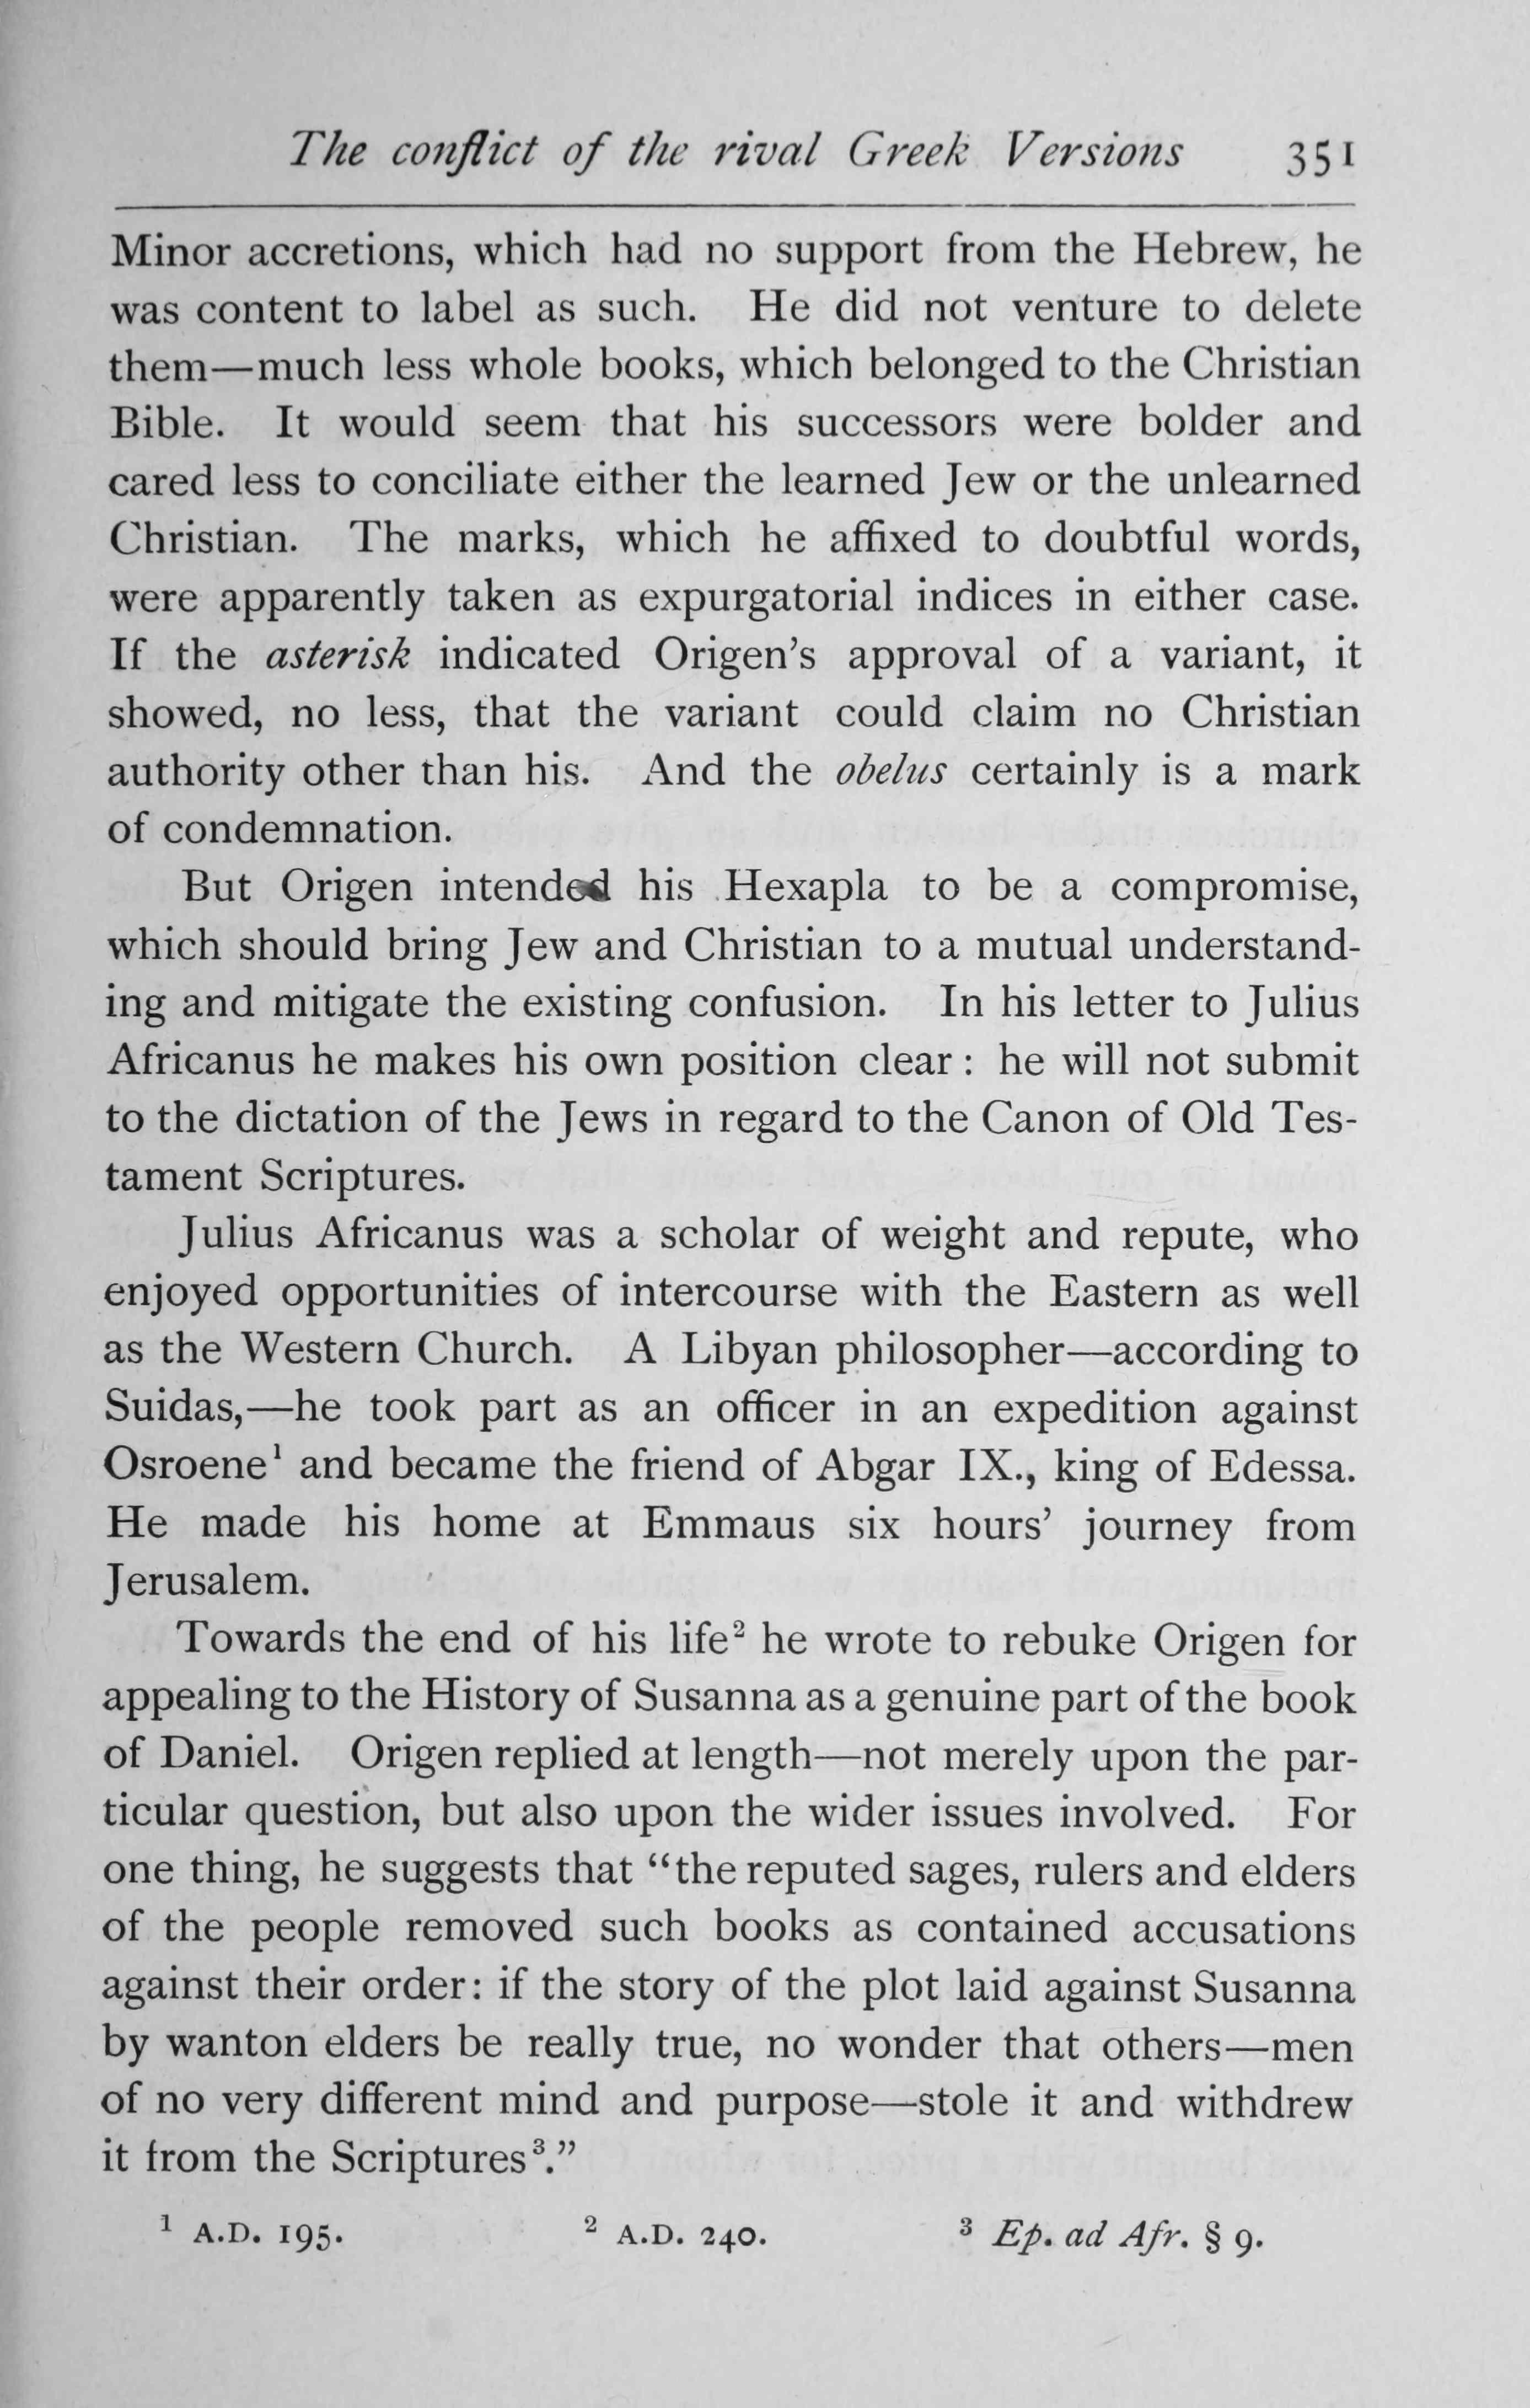 The conflict of the rival Greek Versions 351
Minor accretions, which had no support from the Hebrew, he
was content to label as such. He did not venture to delete
them—much less whole books, which belonged to the Christian
Bible. It would seem that his successors were bolder and
cared less to conciliate either the learned Jew or the unlearned
Christian. The marks, which he affixed to doubtful words,
were apparently taken as expurgatorial indices in either case.
If the asterisk indicated Origen's approval of a variant, it
showed, no less, that the variant could claim no Christian
authority other than his. And the obelus certainly is a mark
of condemnation.
But Origen intended his Hexapla to be a compromise,
which should bring Jew and Christian to a mutual understand-
ing and mitigate the existing confusion. In his letter to Julius
Africanus he makes his own position clear: he will not submit
to the dictation of the Jews in regard to the Canon of Old Tes-
tament Scriptures.
Julius Africanus was a scholar of weight and repute, who
enjoyed opportunities of intercourse with the Eastern as well
as the Western Church. A Libyan philosopher—according to
Suidas,—he took part as an officer in an expedition against
Osroene¹ and became the friend of Abgar IX., king of Edessa.
He made his home at Emmaus six hours' journey from
Jerusalem.
Towards the end of his life² he wrote to rebuke Origen for
appealing to the History of Susanna as a genuine part of the book
of Daniel. Origen replied at length—not merely upon the par-
ticular question, but also upon the wider issues involved. For
one thing, he suggests that "the reputed sages, rulers and elders
of the people removed such books as contained accusations
against their order: if the story of the plot laid against Susanna
by wanton elders be really true, no wonder that others—men
of no very different mind and purpose—stole it and withdrew
it from the Scriptures³."
¹ A.D. 195. ² A.D. 240. ³ Ep. ad Afr. § 9.